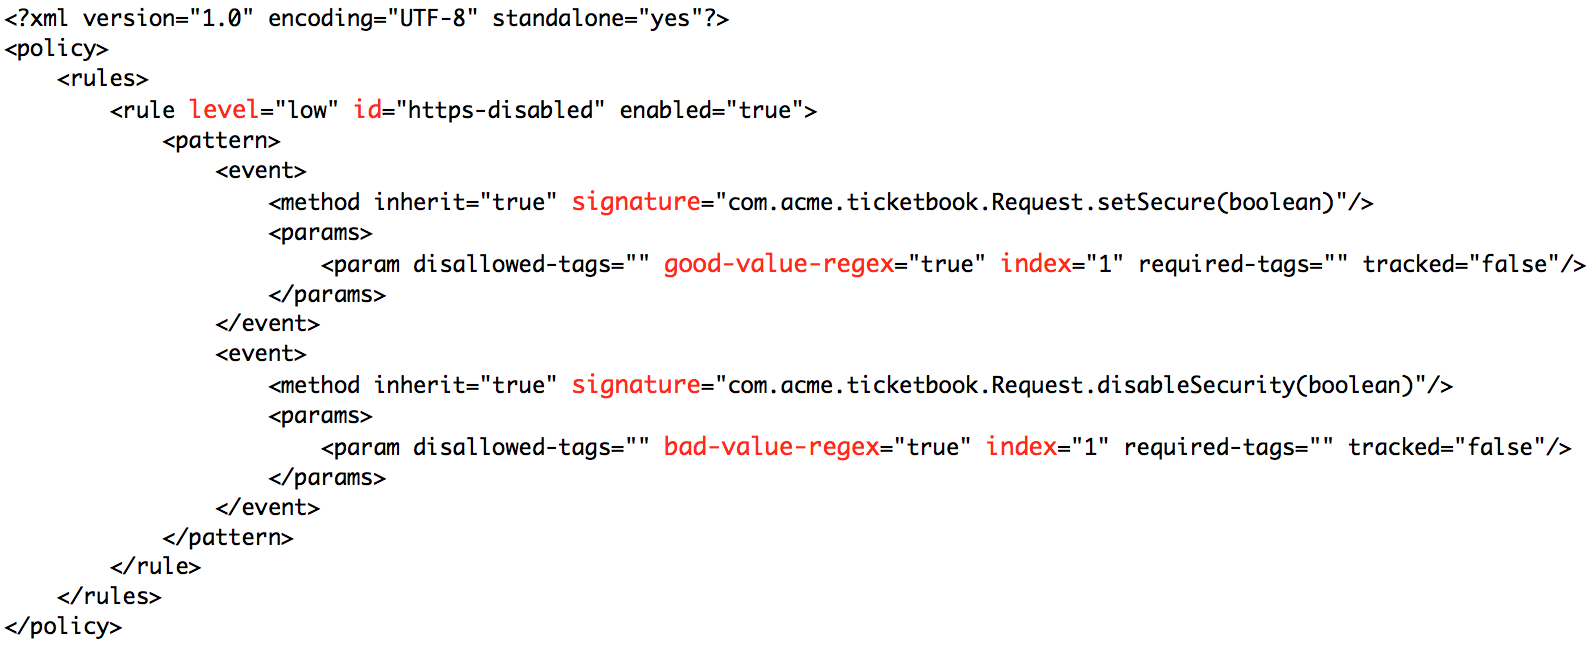 <?xml version="1.0" encoding="UTF-8" standalone="yes"?>
<policy>
    <rules>
        <rule level="low" id="https-disabled" enabled="true">
            <pattern>
                <event>
                    <method inherit="true" signature="com.acme.ticketbook.Request.setSecure(boolean)"/>
                    <params>
                        <param disallowed-tags="" good-value-regex="true" index="1" required-tags="" tracked="false"/>
                    </params>
                </event>
                <event>
                    <method inherit="true" signature="com.acme.ticketbook.Request.disableSecurity(boolean)"/>
                    <params>
                        <param disallowed-tags="" bad-value-regex="true" index="1" required-tags="" tracked="false"/>
                    </params>
                </event>
            </pattern>
        </rule>
    </rules>
</policy>